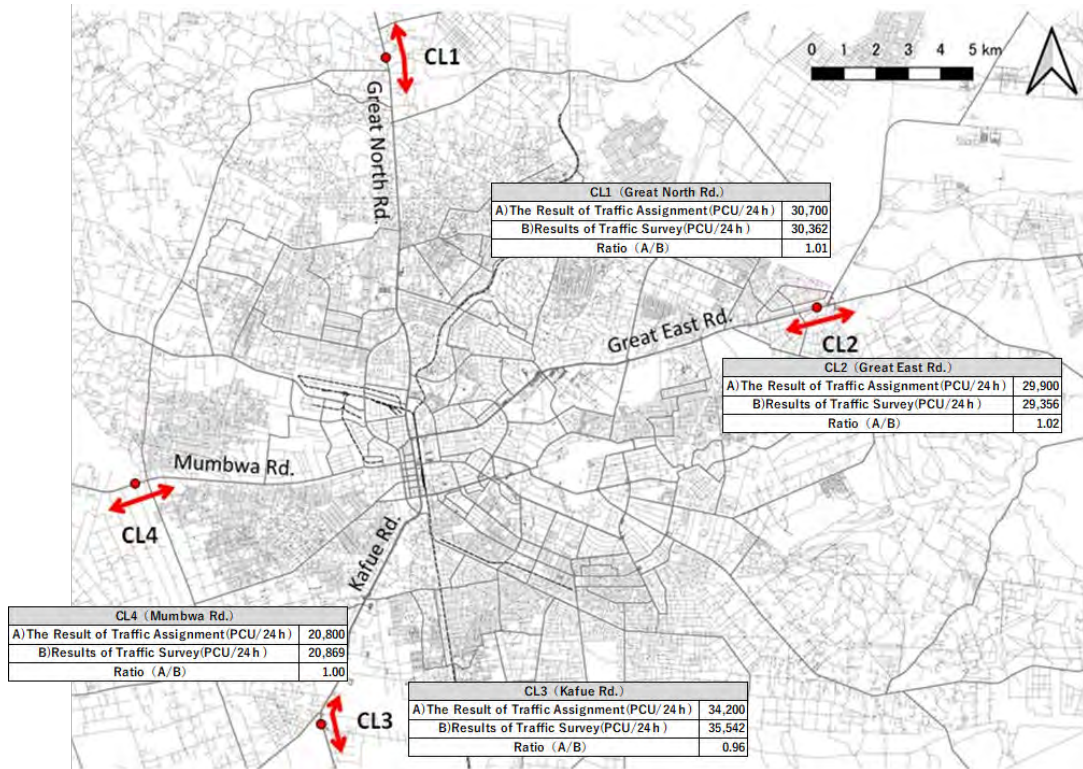 CL1
0 1 2 3 4 5 km
Great North Rd.
CL1 (Great North Rd.)
A)The Result of Traffic Assignment(PCU/24h) 30,700
B)Results of Traffic Survey(PCU/24h) 30,362
Ratio (A/B) 1.01
Great East Rd.
CL2
CL2 (Great East Rd.)
A)The Result of Traffic Assignment(PCU/24h) 29,900
B)Results of Traffic Survey(PCU/24h) 29,356
Ratio (A/B) 1.02
Mumbwa Rd.
CL4
Kafue Rd.
CL4 (Mumbwa Rd.)
A)The Result of Traffic Assignment(PCU/24h) 20,800
B)Results of Traffic Survey(PCU/24h) 20,869
Ratio (A/B) 1.00
CL3
CL3 (Kafue Rd.)
A)The Result of Traffic Assignment(PCU/24h) 34,200
B)Results of Traffic Survey(PCU/24h) 35,542
Ratio (A/B) 0.96